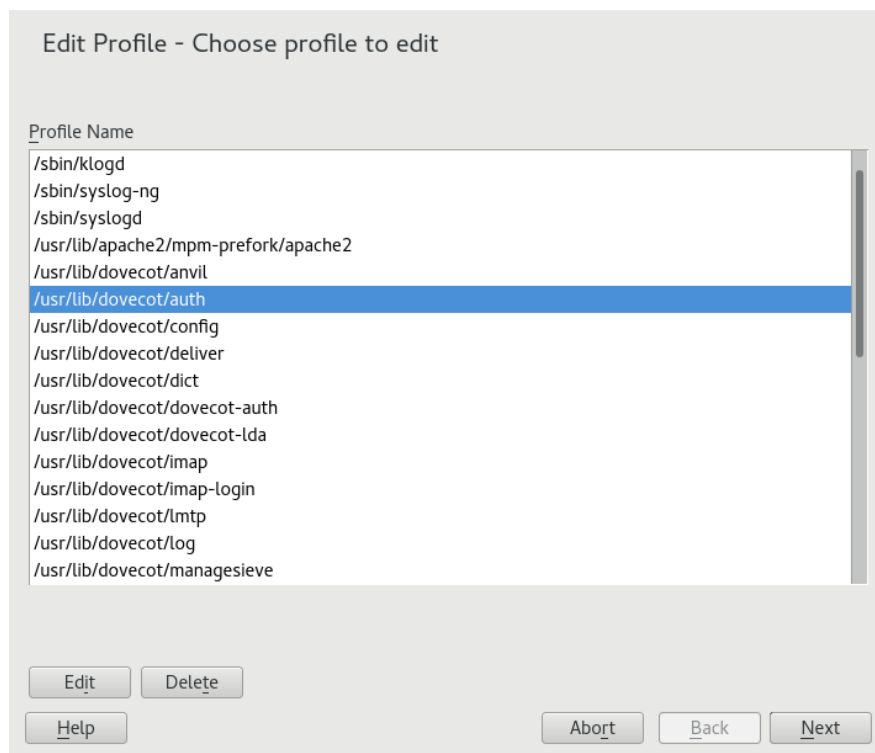 Edit Profile - Choose profile to edit
Profile Name
/sbin/klogd
/sbin/syslog-ng
/sbin/syslogd
/usr/lib/apache2/mpm-prefork/apache2
/usr/lib/dovecot/anvil
/usr/lib/dovecot/auth
/usr/lib/dovecot/config
/usr/lib/dovecot/deliver
/usr/lib/dovecot/dict
/usr/lib/dovecot/dovecot-auth
/usr/lib/dovecot/dovecot-lda
/usr/lib/dovecot/imap
/usr/lib/dovecot/imap-login
/usr/lib/dovecot/lmtp
/usr/lib/dovecot/log
/usr/lib/dovecot/managesieve
Edit Delete
Help Abort Back Next